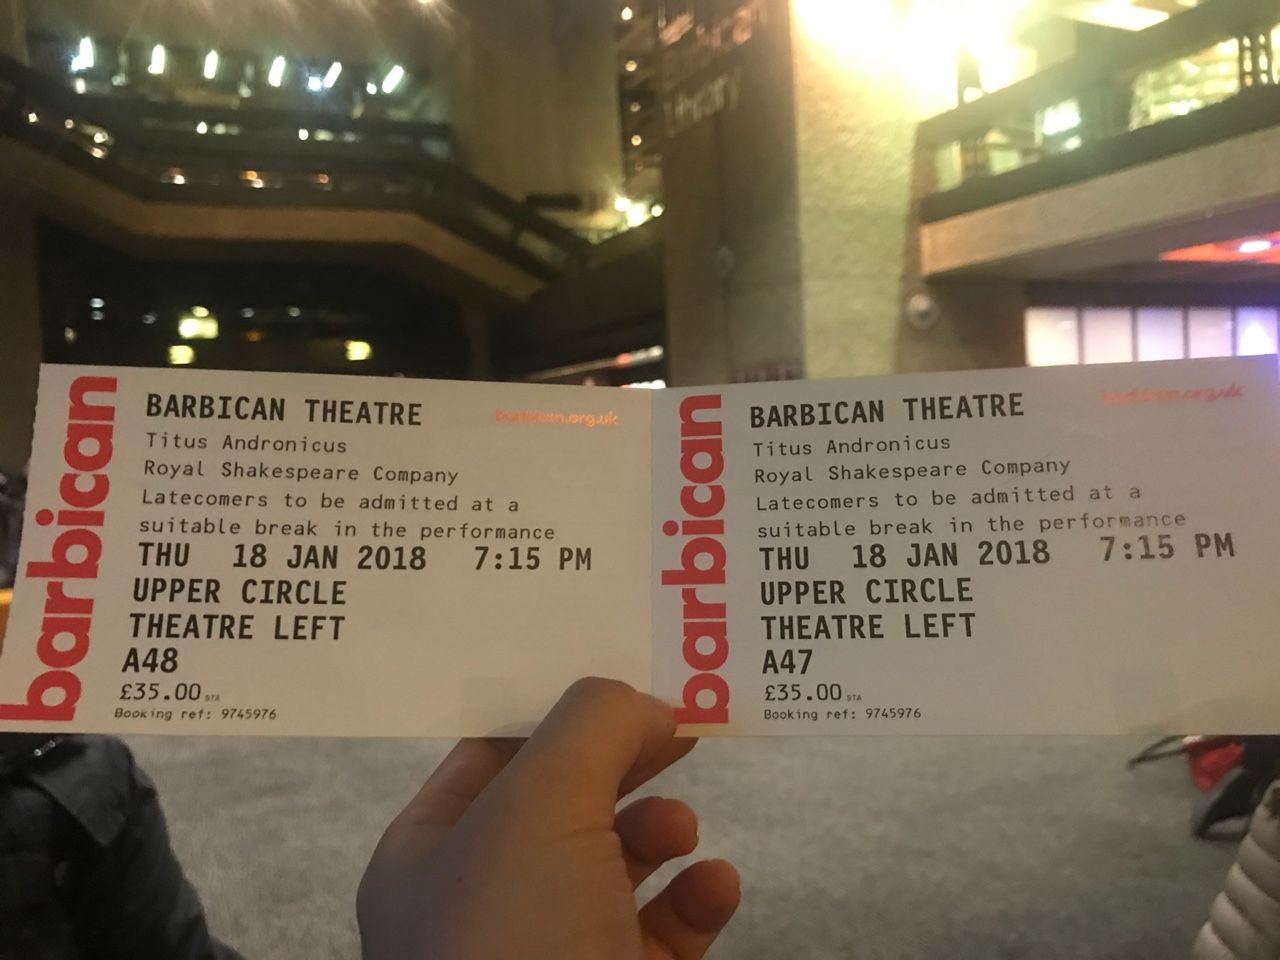 barbican
BARBICAN THEATRE
barbican.org.uk
Titus Andronicus
Royal Shakespeare Company
Latecomers to be admitted at a
suitable break in the performance
THU 18 JAN 2018 7:15 PM
UPPER CIRCLE
THEATRE LEFT
A48
£35.00 STA
Booking ref: 9745976
barbican
BARBICAN THEATRE
barbican.org.uk
Titus Andronicus
Royal Shakespeare Company
Latecomers to be admitted at a
suitable break in the performance
THU 18 JAN 2018 7:15 PM
UPPER CIRCLE
THEATRE LEFT
A47
£35.00 STA
Booking ref: 9745976
Library